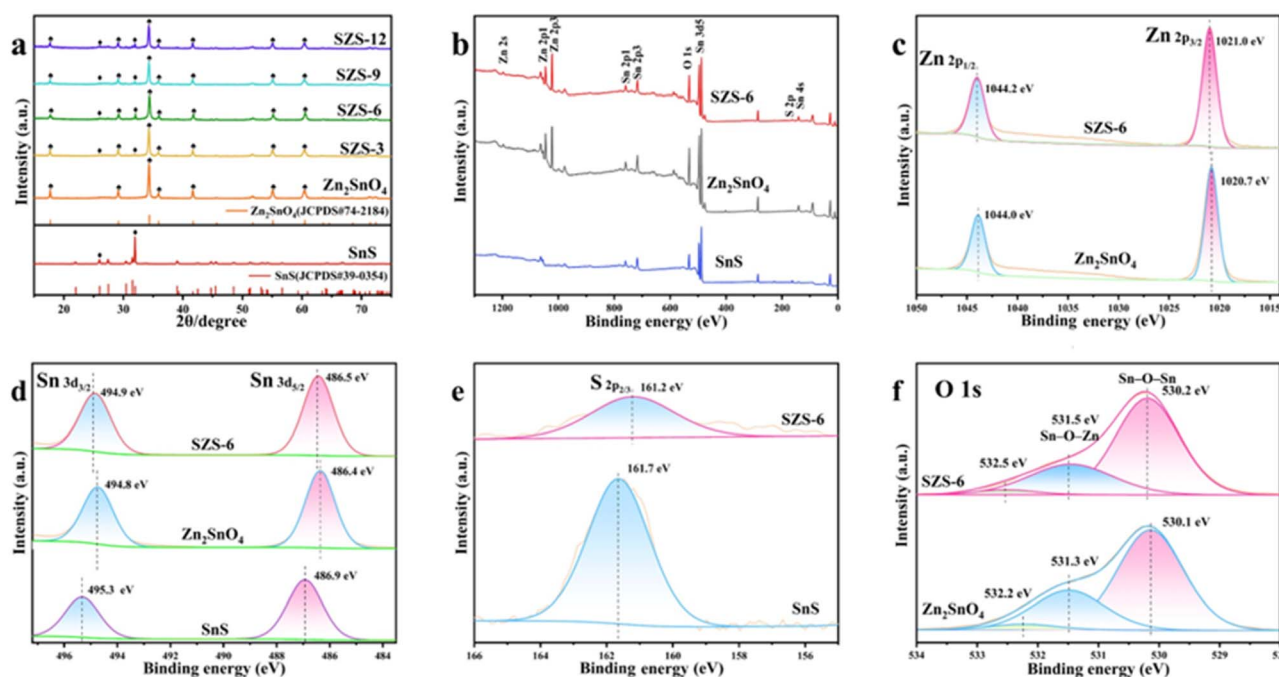 a
SZS-12
SZS-9
SZS-6
SZS-3
Zn₂SnO₄
Zn₂SnO₄(JCPDS#74-2184)
SnS
SnS(JCPDS#39-0354)
Intensity (a.u.)
20 30 40 50 60 70
2θ/degree
b
Zn 2s
Zn 2p1
Zn 2p3
Sn 2p1
Sn 2p3
O 1s
Sn 3d5
S 2p
Sn 4s
SZS-6
Zn₂SnO₄
SnS
Intensity (a.u.)
1200 1000 800 600 400 200 0
Binding energy (eV)
c
Zn 2p₁/₂
1044.2 eV
Zn 2p₃/₂
1021.0 eV
SZS-6
1044.0 eV
1020.7 eV
Zn₂SnO₄
Intensity (a.u.)
1050 1045 1040 1035 1030 1025 1020 1015
Binding energy (eV)
d
Sn 3d₃/₂
494.9 eV
Sn 3d₅/₂
486.5 eV
SZS-6
494.8 eV
486.4 eV
Zn₂SnO₄
495.3 eV
486.9 eV
SnS
Intensity (a.u.)
496 494 492 490 488 486 484
Binding energy (eV)
e
S 2p₂/₃
161.2 eV
SZS-6
161.7 eV
SnS
Intensity (a.u.)
166 164 162 160 158 156
Binding energy (eV)
f
O 1s
Sn–O–Sn
530.2 eV
531.5 eV
Sn–O–Zn
532.5 eV
SZS-6
530.1 eV
531.3 eV
532.2 eV
Zn₂SnO₄
Intensity (a.u.)
534 533 532 531 530 529
Binding energy (eV)